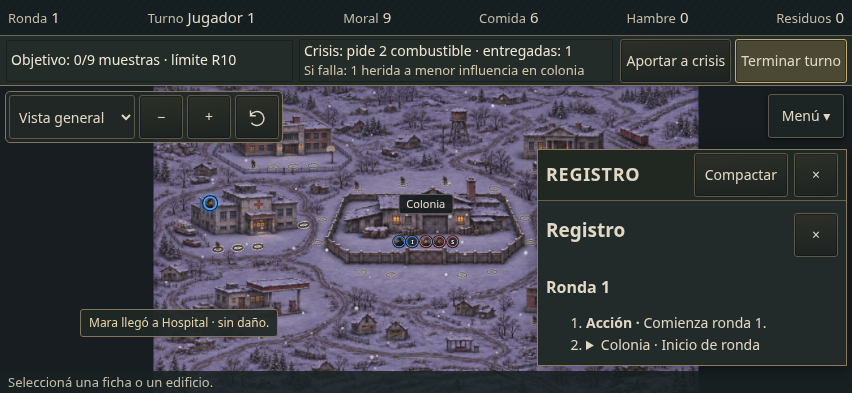 Ronda 1 Turno Jugador 1 Moral 9 Comida 6 Hambre 0 Residuos 0
Objetivo: 0/9 muestras · límite R10
Crisis: pide 2 combustible · entregadas: 1
Si falla: 1 herida a menor influencia en colonia
Aportar a crisis
Terminar turno
Vista general
−
+
Menú ▾
REGISTRO
Compactar
×
Colonia
Registro
×
Ronda 1
1. Acción · Comienza ronda 1.
2. ▶ Colonia · Inicio de ronda
Mara llegó a Hospital · sin daño.
Seleccioná una ficha o un edificio.